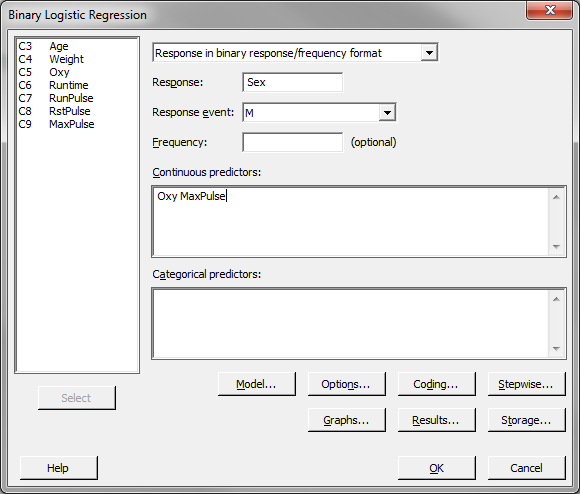 Binary Logistic Regression
C3 Age
C4 Weight
C5 Oxy
C6 Runtime
C7 RunPulse
C8 RstPulse
C9 MaxPulse
Response in binary response/frequency format
Response: Sex
Response event: M
Frequency: (optional)
Continuous predictors:
Oxy MaxPulse
Categorical predictors:
Model... Options... Coding... Stepwise...
Select
Graphs... Results... Storage...
Help OK Cancel